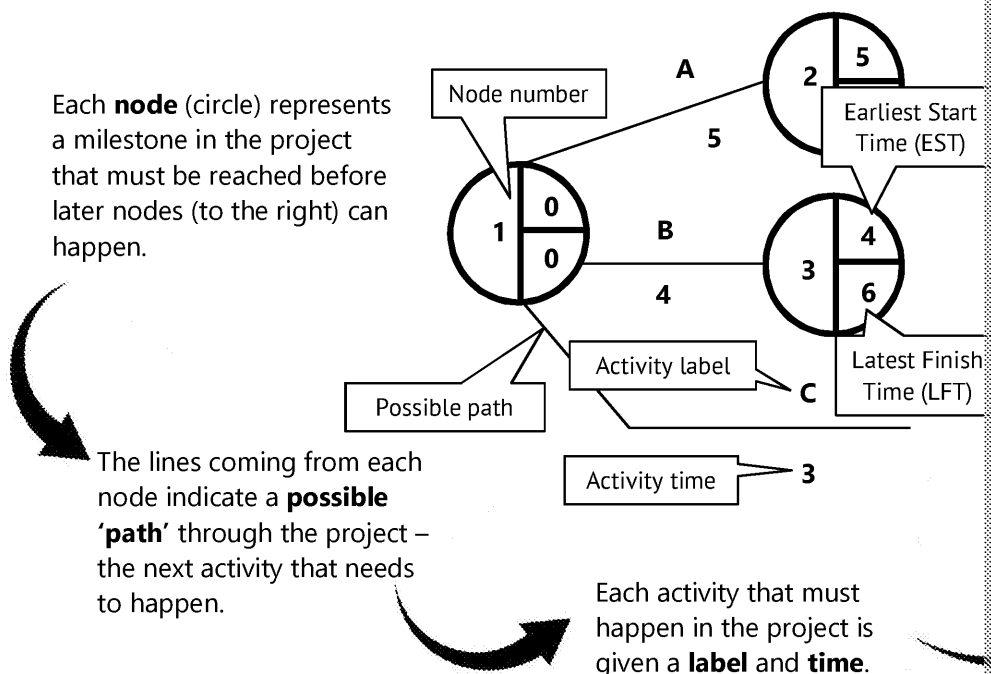 Each node (circle) represents
a milestone in the project
that must be reached before
later nodes (to the right) can
happen.
Node number
A
5
2
5
Earliest Start
Time (EST)
1
0
0
B
4
3
4
6
Latest Finish
Time (LFT)
Activity label
C
Possible path
Activity time
3
The lines coming from each
node indicate a possible
‘path’ through the project –
the next activity that needs
to happen.
Each activity that must
happen in the project is
given a label and time.